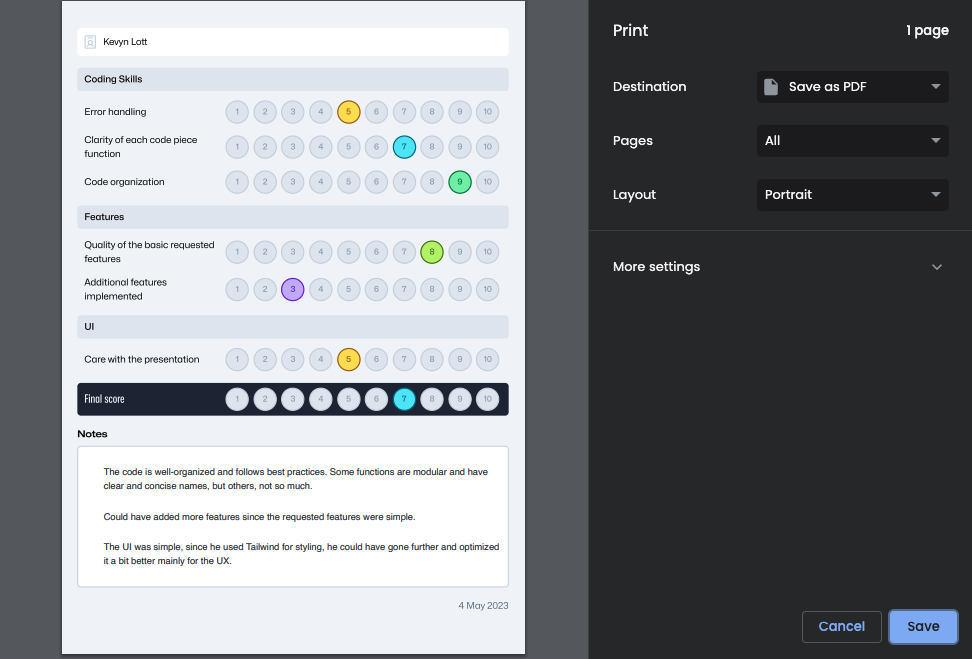 Kevyn Lott
Coding Skills
Error handling 1 2 3 4 5 6 7 8 9 10
Clarity of each code piece
function 1 2 3 4 5 6 7 8 9 10
Code organization 1 2 3 4 5 6 7 8 9 10
Features
Quality of the basic requested
features 1 2 3 4 5 6 7 8 9 10
Additional features
implemented 1 2 3 4 5 6 7 8 9 10
UI
Care with the presentation 1 2 3 4 5 6 7 8 9 10
Final score 1 2 3 4 5 6 7 8 9 10
Notes
The code is well-organized and follows best practices. Some functions are modular and have
clear and concise names, but others, not so much.
Could have added more features since the requested features were simple.
The UI was simple, since he used Tailwind for styling, he could have gone further and optimized
it a bit better mainly for the UX.
4 May 2023
Print 1 page
Destination Save as PDF
Pages All
Layout Portrait
More settings
Cancel Save